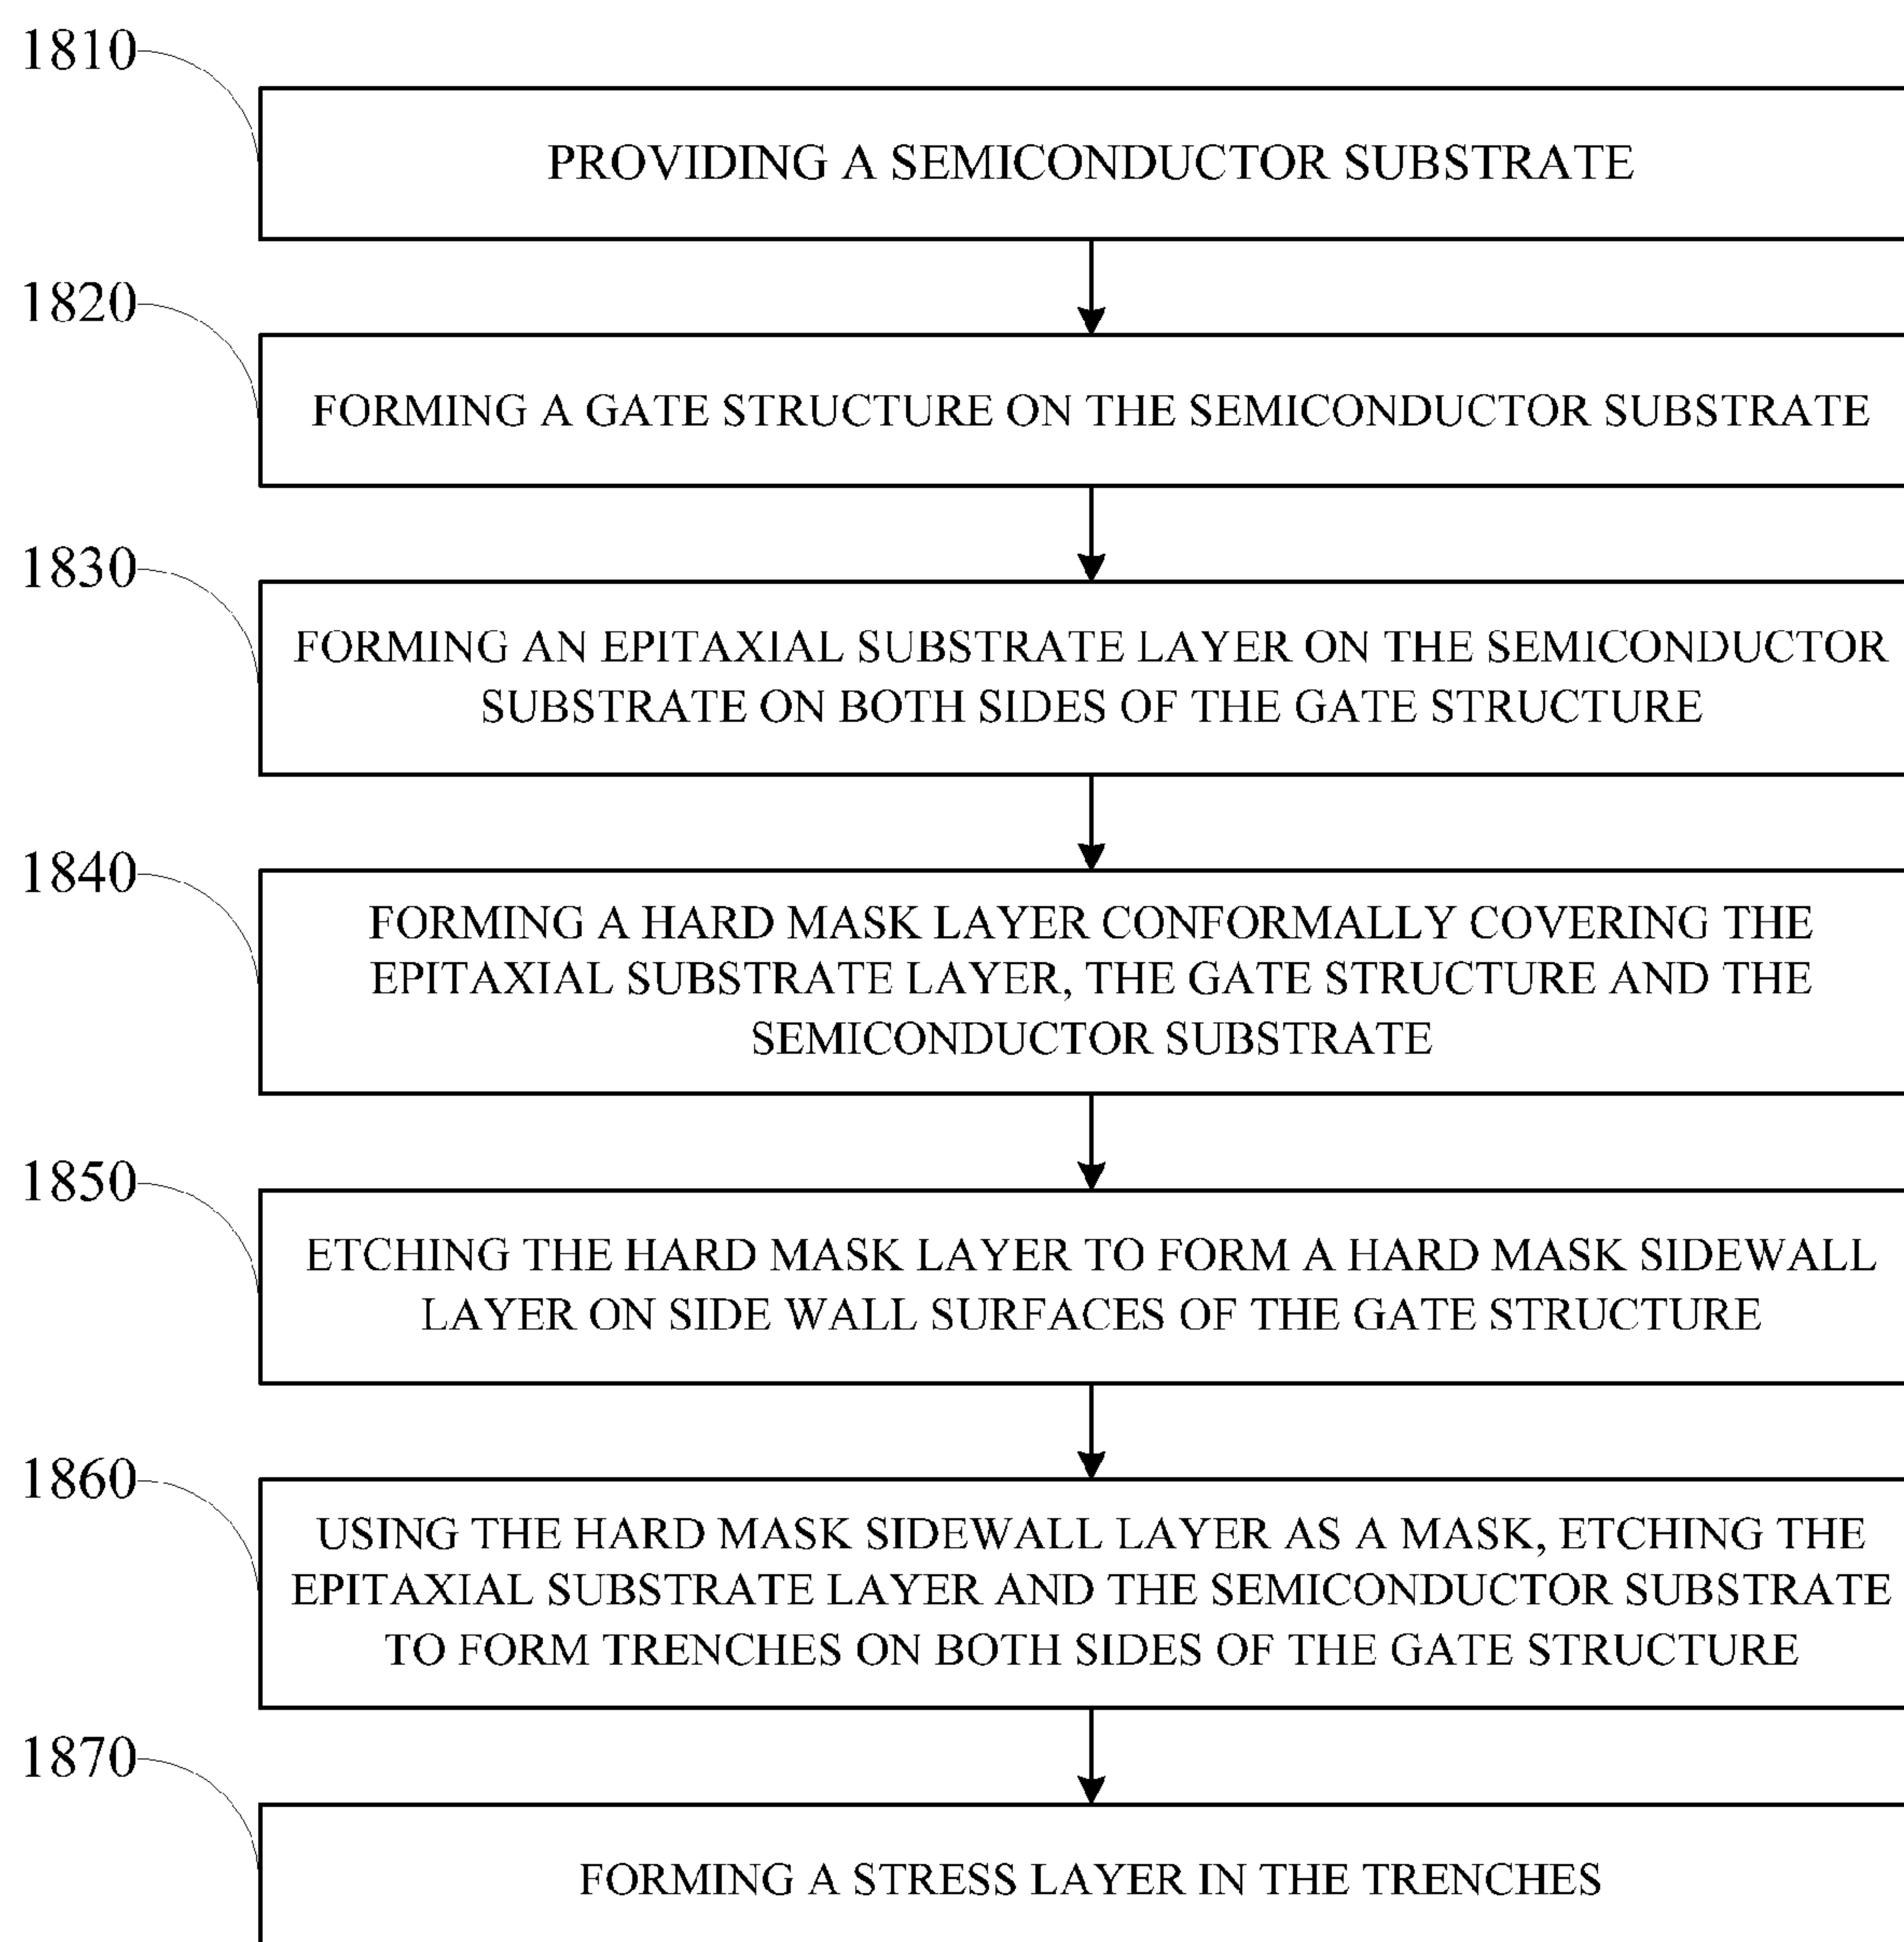 1810
PROVIDING A SEMICONDUCTOR SUBSTRATE
1820
FORMING A GATE STRUCTURE ON THE SEMICONDUCTOR SUBSTRATE
1830
FORMING AN EPITAXIAL SUBSTRATE LAYER ON THE SEMICONDUCTOR
SUBSTRATE ON BOTH SIDES OF THE GATE STRUCTURE
1840
FORMING A HARD MASK LAYER CONFORMALLY COVERING THE
EPITAXIAL SUBSTRATE LAYER, THE GATE STRUCTURE AND THE
SEMICONDUCTOR SUBSTRATE
1850
ETCHING THE HARD MASK LAYER TO FORM A HARD MASK SIDEWALL
LAYER ON SIDE WALL SURFACES OF THE GATE STRUCTURE
1860
USING THE HARD MASK SIDEWALL LAYER AS A MASK, ETCHING THE
EPITAXIAL SUBSTRATE LAYER AND THE SEMICONDUCTOR SUBSTRATE
TO FORM TRENCHES ON BOTH SIDES OF THE GATE STRUCTURE
1870
FORMING A STRESS LAYER IN THE TRENCHES